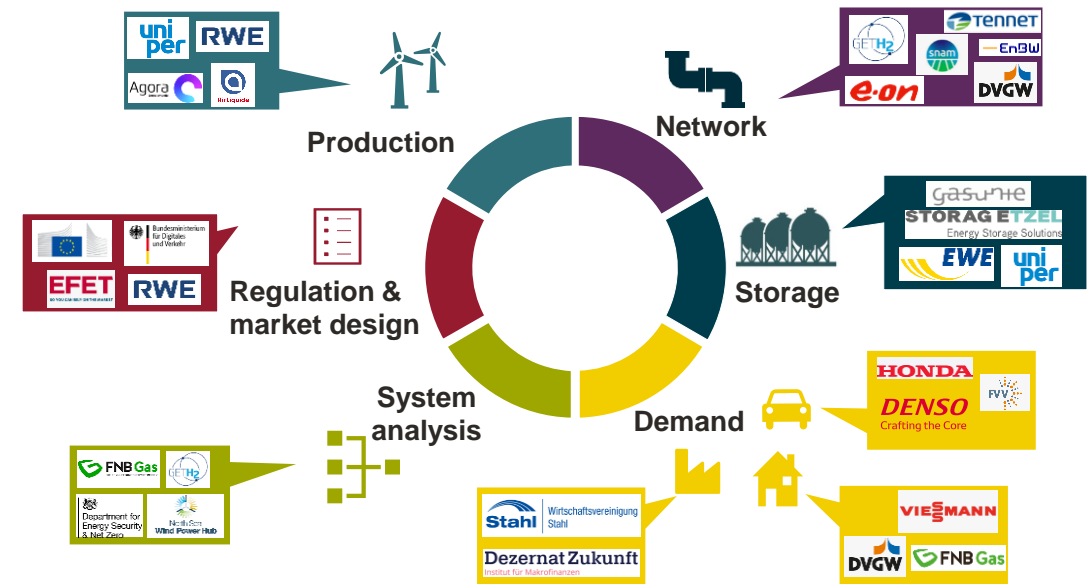 uni
per
RWE
Agora
Air Liquide
Production
GET H2
TENNET
snam
EnBW
e·on
DVGW
Network
gasunie
STORAG ETZEL
Energy Storage Solutions
EWE
uni
per
Storage
Bundesministerium
für Digitales
und Verkehr
EFET
RWE
Regulation &
market design
HONDA
FVV
DENSO
Crafting the Core
Demand
System
analysis
FNB Gas
GET H2
Department for
Energy Security
& Net Zero
North Sea
Wind Power Hub
Stahl
Wirtschaftsvereinigung
Stahl
Dezernat Zukunft
Institut für Makrofinanzen
VIESSMANN
DVGW
FNB Gas